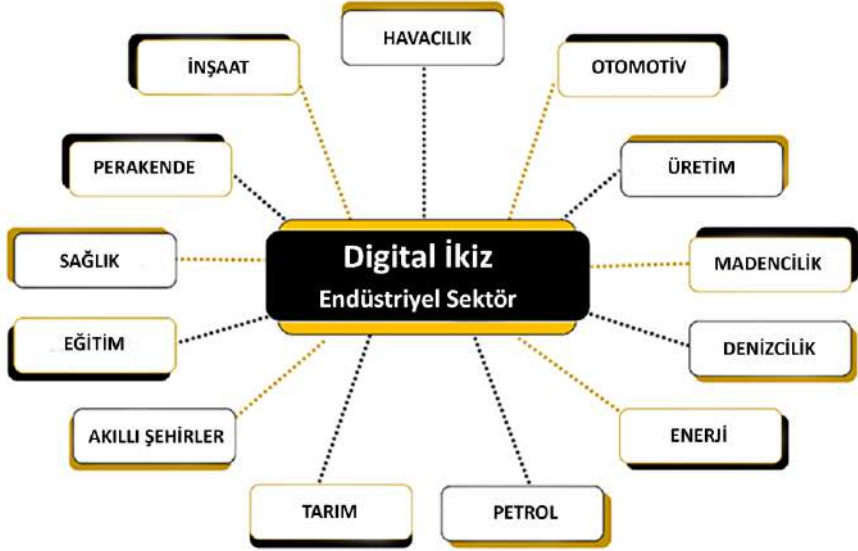 HAVACILIK
İNŞAAT
OTOMOTİV
PERAKENDE
ÜRETİM
Digital İkiz
Endüstriyel Sektör
SAĞLIK
MADENCİLİK
EĞİTİM
DENİZCİLİK
AKILLI ŞEHİRLER
ENERJİ
TARIM
PETROL